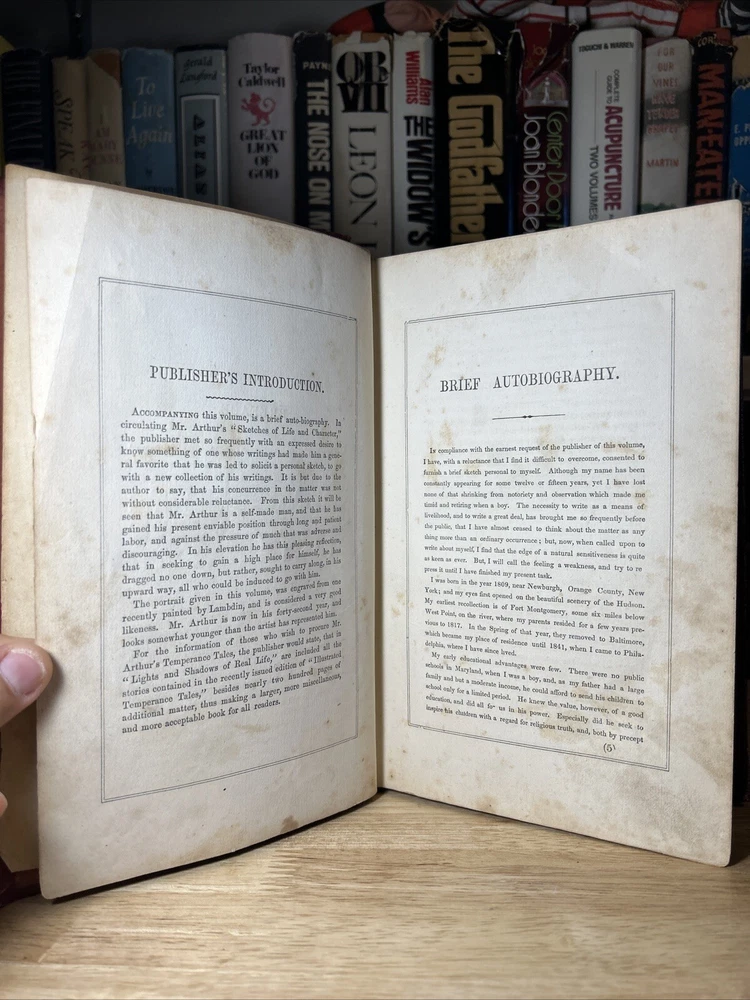 To
Live
Again
Gerald
Langford
ALIAS
Taylor
Caldwell
GREAT
LION
OF
GOD
PAYNE
THE NOSE ON M
QB
VII
LEON
Alan
Williams
THE WIDOW'S
The Godfather
Center Door
Joan Blonde
TOGUCHI & WARREN
COMPLETE
GUIDE TO
ACUPUNCTURE
TWO VOLUMES
FOR
OUR
VINES
HAVE
TENDER
GRAPES
MARTIN
MAN-EATE
PUBLISHER'S INTRODUCTION.
ACCOMPANYING this volume, is a brief auto-biography. In
circulating Mr. Arthur's "Sketches of Life and Character,"
the publisher met so frequently with an expressed desire to
know something of one whose writings had made him a gene-
ral favorite that he was led to solicit a personal sketch, to go
with a new collection of his writings. It is but due to the
author to say, that his concurrence in the matter was not
without considerable reluctance. From this sketch it will be
seen that Mr. Arthur is a self-made man, and that he has
gained his present enviable position through long and patient
labor, and against the pressure of much that was adverse and
discouraging. In his elevation he has this pleasing reflection,
that in seeking to gain a high place for himself, he has
dragged no one down, but rather, sought to carry along, in his
upward way, all who could be induced to go with him.
The portrait given in this volume, was engraved from one
recently painted by Lambdin, and is considered a very good
likeness. Mr. Arthur is now in his forty-second year, and
looks somewhat younger than the artist has represented him.
For the information of those who wish to procure Mr.
Arthur's Temperance Tales, the publisher would state, that in
"Lights and Shadows of Real Life," are included all the
stories contained in the recently issued edition of "Illustrated
Temperance Tales," besides nearly two hundred pages of
additional matter, thus making a larger, more miscellaneous,
and more acceptable book for all readers.
BRIEF AUTOBIOGRAPHY.
IN compliance with the earnest request of the publisher of this volume,
I have, with a reluctance that I find it difficult to overcome, consented to
furnish a brief sketch personal to myself. Although my name has been
constantly appearing for some twelve or fifteen years, yet I have lost
none of that shrinking from notoriety and observation which made me
timid and retiring when a boy. The necessity to write as a means of
livelihood, and to write a great deal, has brought me so frequently before
the public, that I have almost ceased to think about the matter as any
thing more than an ordinary occurrence; but, now, when called upon to
write about myself, I find that the edge of a natural sensitiveness is quite
as keen as ever. But, I will call the feeling a weakness, and try to re
press it until I have finished my present task.
I was born in the year 1809, near Newburgh, Orange County, New
York; and my eyes first opened on the beautiful scenery of the Hudson.
My earliest recollection is of Fort Montgomery, some six miles below
West Point, on the river, where my parents resided for a few years pre-
vious to 1817. In the Spring of that year, they removed to Baltimore,
which became my place of residence until 1841, when I came to Phila-
delphia, where I have since lived.
My early educational advantages were few. There were no public
schools in Maryland, when I was a boy, and, as my father had a large
family and but a moderate income, he could afford to send his children to
school only for a limited period. He knew the value, however, of a good
education, and did all for us in his power. Especially did he seek to
inspire his children with a regard for religious truth, and, both by precept
(5)